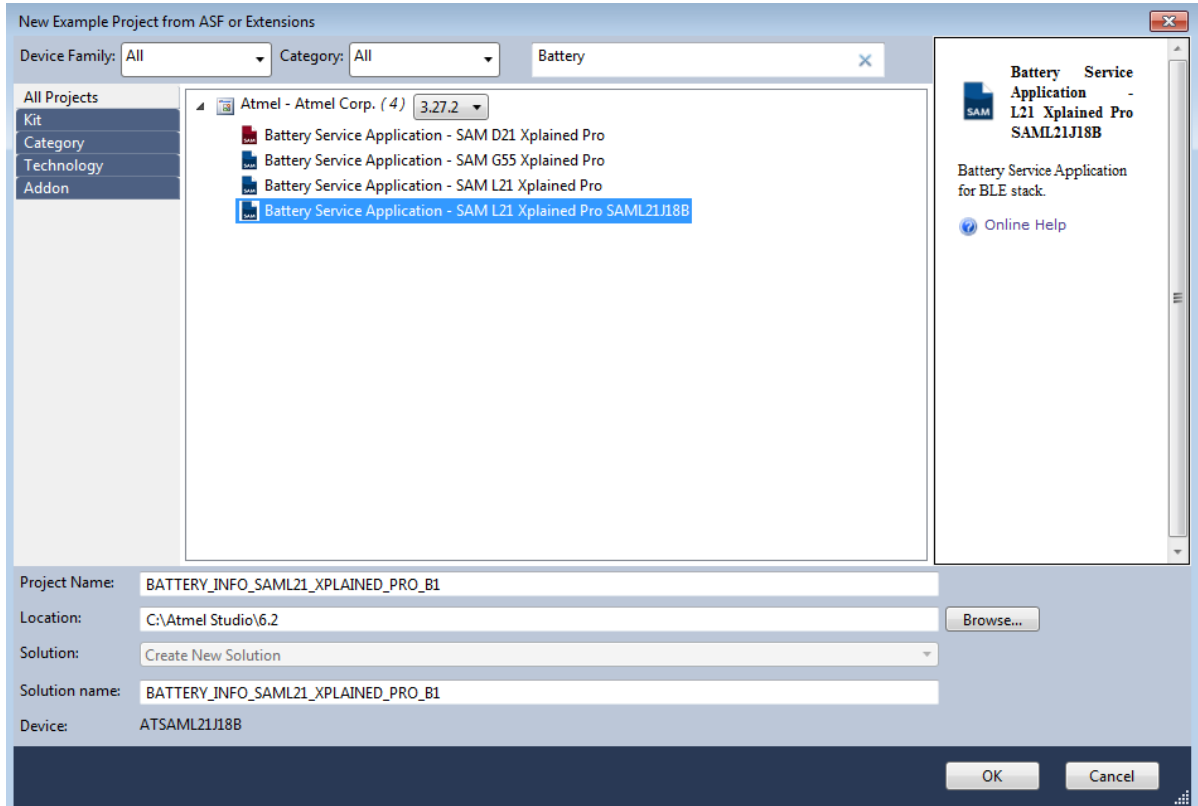 New Example Project from ASF or Extensions
Device Family: All Category: All Battery
All Projects
Kit
Category
Technology
Addon
Atmel - Atmel Corp. (4) 3.27.2
SAM Battery Service Application - SAM D21 Xplained Pro
SAM Battery Service Application - SAM G55 Xplained Pro
SAM Battery Service Application - SAM L21 Xplained Pro
SAM Battery Service Application - SAM L21 Xplained Pro SAML21J18B
SAM
Battery Service
Application -
L21 Xplained Pro
SAML21J18B
Battery Service Application
for BLE stack.
Online Help
Project Name: BATTERY_INFO_SAML21_XPLAINED_PRO_B1
Location: C:\Atmel Studio\6.2 Browse...
Solution: Create New Solution
Solution name: BATTERY_INFO_SAML21_XPLAINED_PRO_B1
Device: ATSAML21J18B
OK Cancel